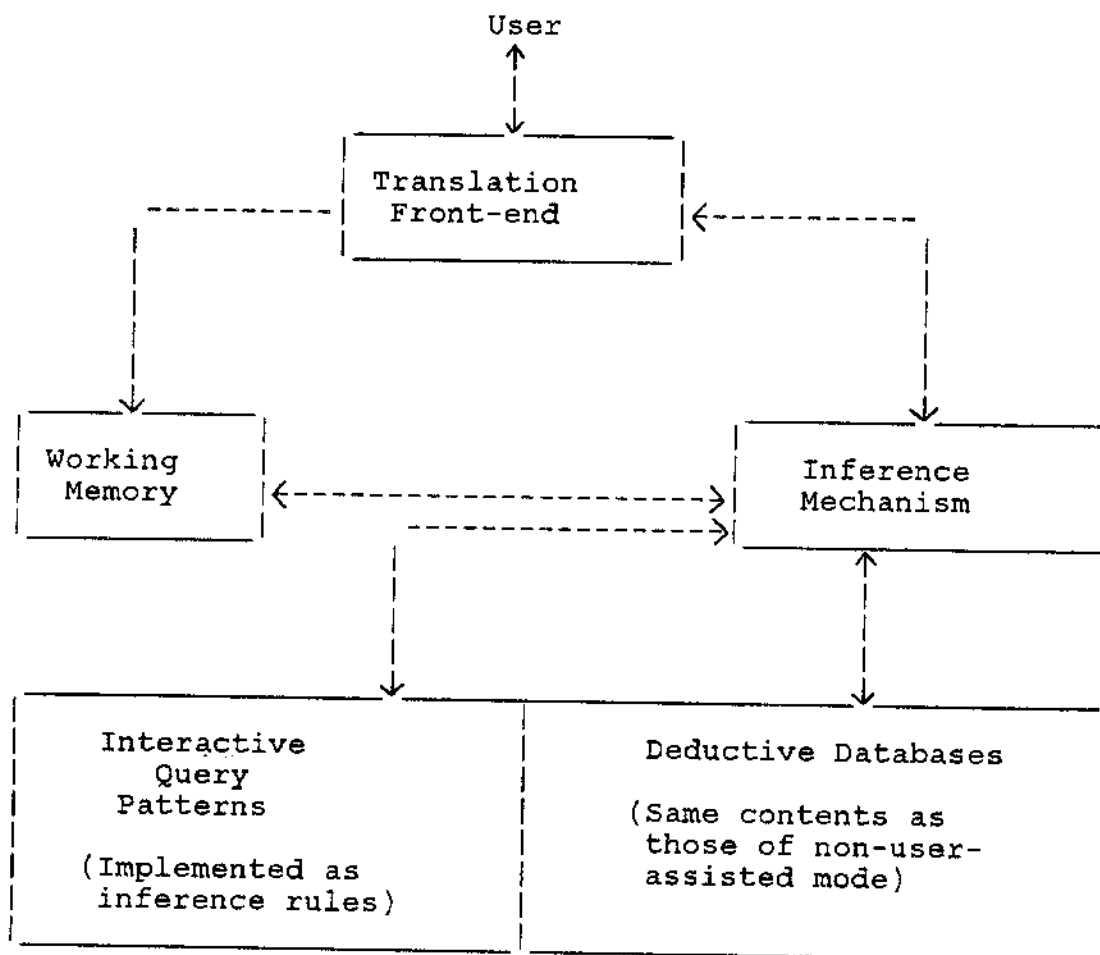 User
Translation
Front-end
Working
Memory
Inference
Mechanism
Interactive
Query
Patterns
(Implemented as
inference rules)
Deductive Databases
(Same contents as
those of non-user-
assisted mode)